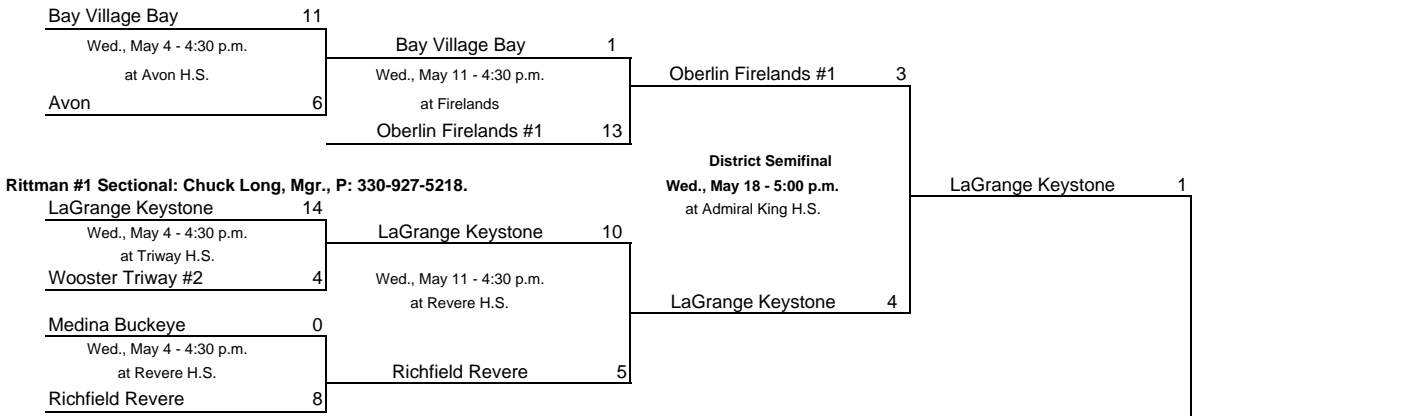 Bay Village Bay 11
Wed., May 4 - 4:30 p.m.
at Avon H.S.
Avon 6
Bay Village Bay 1
Wed., May 11 - 4:30 p.m.
at Firelands
Oberlin Firelands #1 13
Oberlin Firelands #1 3
District Semifinal
Wed., May 18 - 5:00 p.m.
at Admiral King H.S.
Rittman #1 Sectional: Chuck Long, Mgr., P: 330-927-5218.
LaGrange Keystone 14
Wed., May 4 - 4:30 p.m.
at Triway H.S.
Wooster Triway #2 4
LaGrange Keystone 10
Wed., May 11 - 4:30 p.m.
at Revere H.S.
Medina Buckeye 0
Wed., May 4 - 4:30 p.m.
at Revere H.S.
Richfield Revere 8
Richfield Revere 5
LaGrange Keystone 4
LaGrange Keystone 1